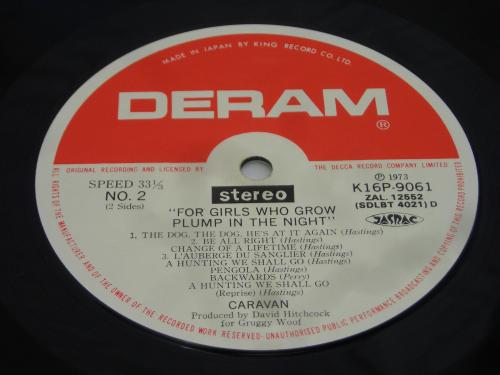 MADE IN JAPAN BY KING RECORD CO. LTD.
DERAM®
ORIGINAL RECORDING AND LICENSED BY THE DECCA RECORD COMPANY LIMITED
SPEED 33⅓
NO. 2
(2 Sides)
stereo
℗ 1973
K16P-9061
ZAL. 12552
(SDLBT 4021) D
JASRAC
"FOR GIRLS WHO GROW
PLUMP IN THE NIGHT"
1. THE DOG, THE DOG, HE'S AT IT AGAIN (Hastings)
2. BE ALL RIGHT (Hastings)
CHANGE OF A LIFETIME (Hastings)
3. L'AUBERGE DU SANGLIER (Hastings)
A HUNTING WE SHALL GO (Hastings)
PENGOLA (Hastings)
BACKWARDS (Perry)
A HUNTING WE SHALL GO
(Reprise) (Hastings)
CARAVAN
Produced by David Hitchcock
for Gruggy Woof
ALL RIGHTS OF THE MANUFACTURER AND OF THE OWNER OF THE RECORDED WORK RESERVED-UNAUTHORISED PUBLIC PERFORMANCE BROADCASTING AND COPYING OF THIS RECORD PROHIBITED